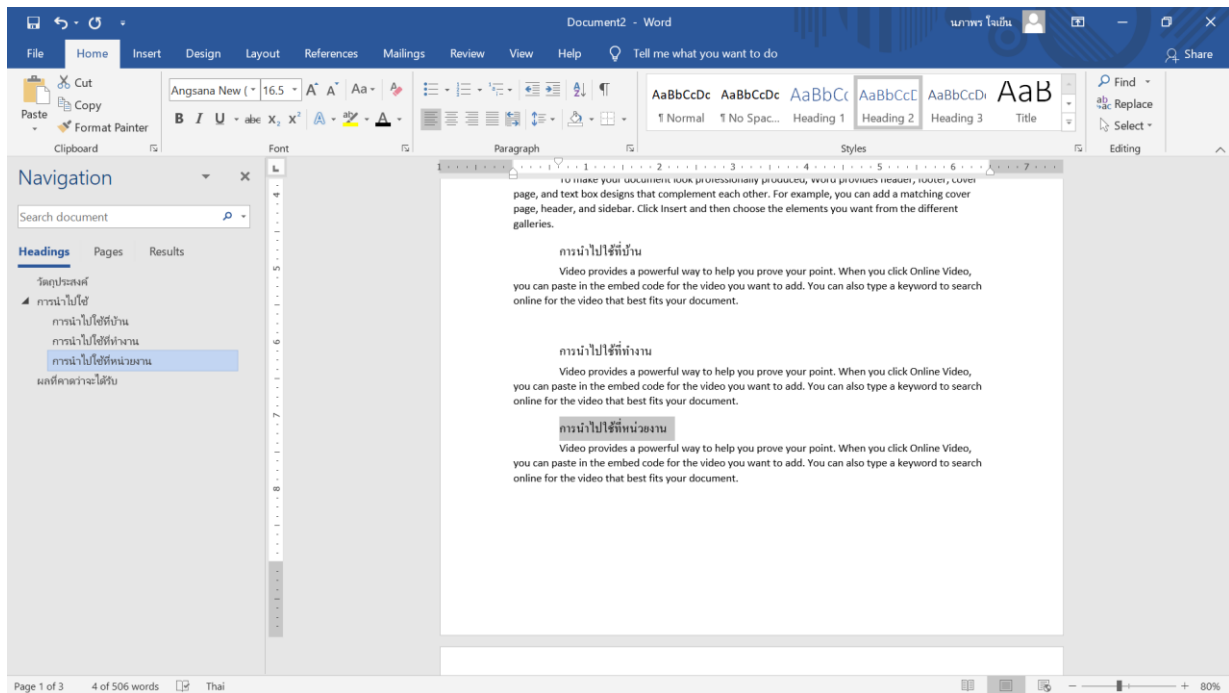 Document2 - Word
นภาพร ใจเย็น
File Home Insert Design Layout References Mailings Review View Help Tell me what you want to do Share
Paste
Cut
Copy
Format Painter
Clipboard
Angsana New ( 16.5
Font
Paragraph
AaBbCcDc AaBbCcDc AaBbCc AaBbCcE AaBbCcD AaB
¶ Normal ¶ No Spac... Heading 1 Heading 2 Heading 3 Title
Styles
Find
Replace
Select
Editing
Navigation
Search document
Headings Pages Results
วัตถุประสงค์
การนำไปใช้
การนำไปใช้ที่บ้าน
การนำไปใช้ที่ทำงาน
การนำไปใช้ที่หน่วยงาน
ผลที่คาดว่าจะได้รับ
To make your document look professionally produced, Word provides header, footer, cover
page, and text box designs that complement each other. For example, you can add a matching cover
page, header, and sidebar. Click Insert and then choose the elements you want from the different
galleries.
การนำไปใช้ที่บ้าน
Video provides a powerful way to help you prove your point. When you click Online Video,
you can paste in the embed code for the video you want to add. You can also type a keyword to search
online for the video that best fits your document.
การนำไปใช้ที่ทำงาน
Video provides a powerful way to help you prove your point. When you click Online Video,
you can paste in the embed code for the video you want to add. You can also type a keyword to search
online for the video that best fits your document.
การนำไปใช้ที่หน่วยงาน
Video provides a powerful way to help you prove your point. When you click Online Video,
you can paste in the embed code for the video you want to add. You can also type a keyword to search
online for the video that best fits your document.
Page 1 of 3 4 of 506 words Thai 80%